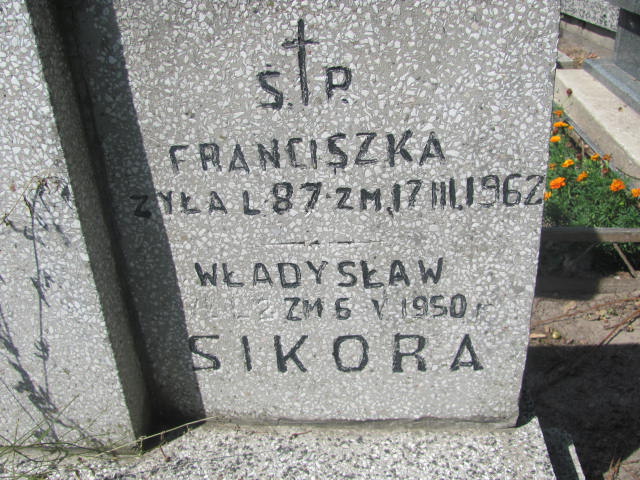 Ś. P.
FRANCISZKA
ŻYŁA L. 87. ZM. 17 III. 1962
WŁADYSŁAW
ZM 6 V 1950 r
SIKORA